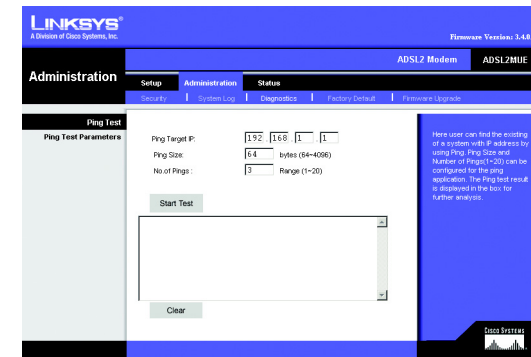 LINKSYS®
A Division of Cisco Systems, Inc.
Firmware Version: 3.4.0
ADSL2 Modem ADSL2MUE
Administration
Setup Administration Status
Security System Log Diagnostics Factory Default Firmware Upgrade
Ping Test
Ping Test Parameters
Ping Target IP: 192 . 168 . 1 . 1
Ping Size: 64 bytes (64~4096)
No.of Pings : 3 Range (1~20)
Start Test
Clear
Here user can find the existing
of a system with IP address by
using Ping. Ping Size and
Number of Pings(1~20) can be
configured for the ping
application. The Ping test result
is displayed in the box for
further analysis.
CISCO SYSTEMS